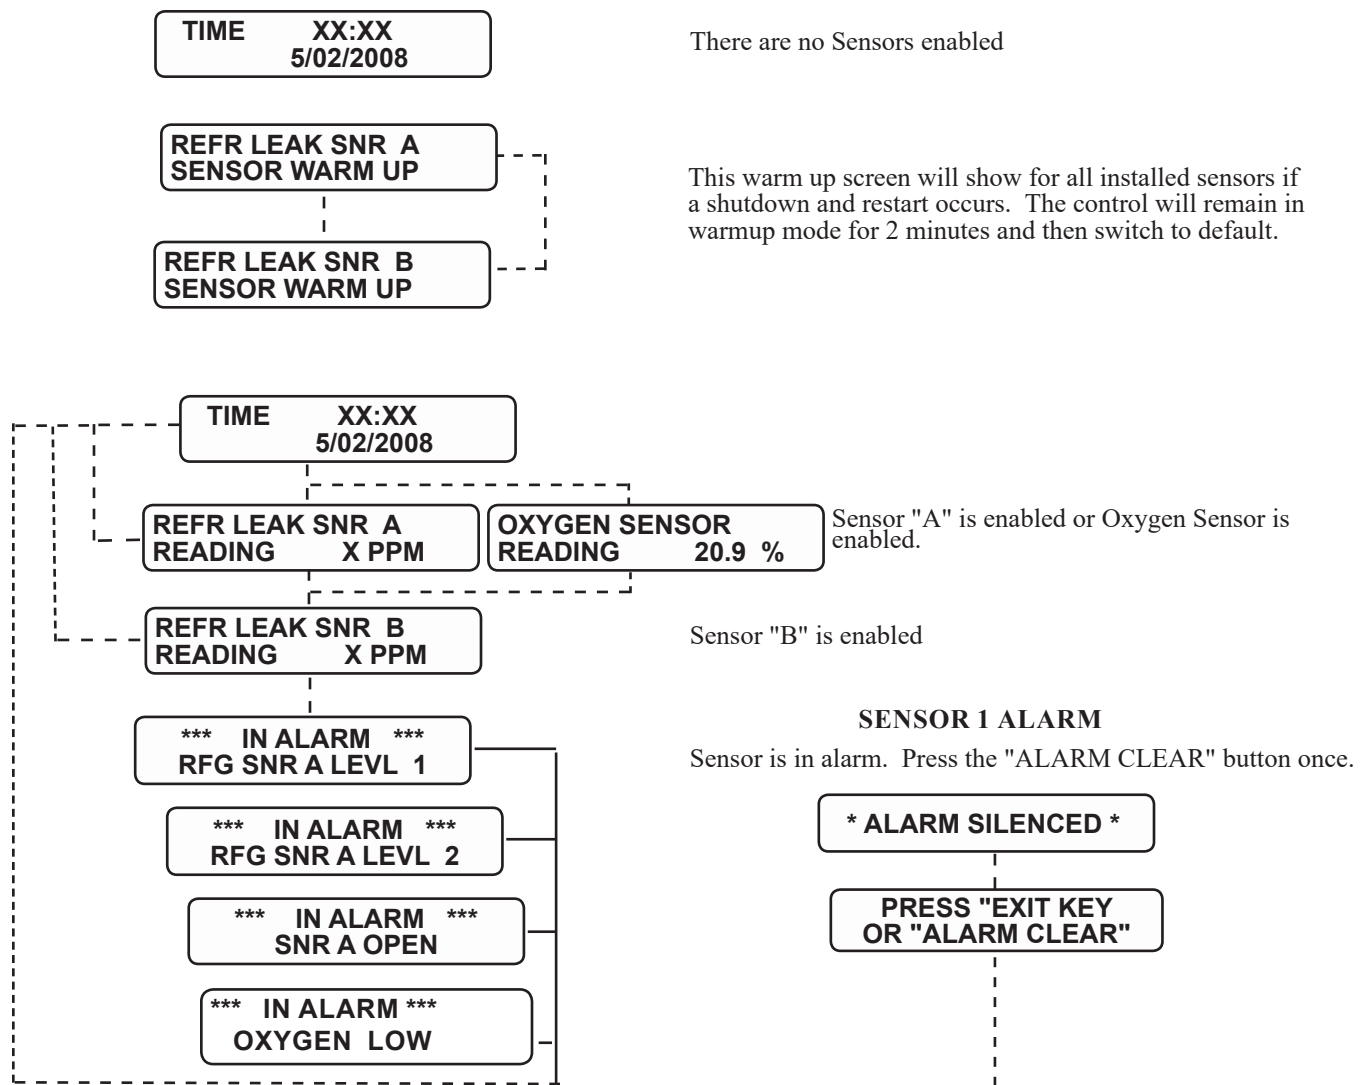 TIME XX:XX
5/02/2008
There are no Sensors enabled
REFR LEAK SNR A
SENSOR WARM UP
REFR LEAK SNR B
SENSOR WARM UP
This warm up screen will show for all installed sensors if
a shutdown and restart occurs. The control will remain in
warmup mode for 2 minutes and then switch to default.
TIME XX:XX
5/02/2008
REFR LEAK SNR A
READING X PPM
OXYGEN SENSOR
READING 20.9 %
Sensor "A" is enabled or Oxygen Sensor is
enabled.
REFR LEAK SNR B
READING X PPM
Sensor "B" is enabled
*** IN ALARM ***
RFG SNR A LEVL 1
*** IN ALARM ***
RFG SNR A LEVL 2
*** IN ALARM ***
SNR A OPEN
*** IN ALARM ***
OXYGEN LOW
SENSOR 1 ALARM
Sensor is in alarm. Press the "ALARM CLEAR" button once.
* ALARM SILENCED *
PRESS "EXIT KEY
OR "ALARM CLEAR"